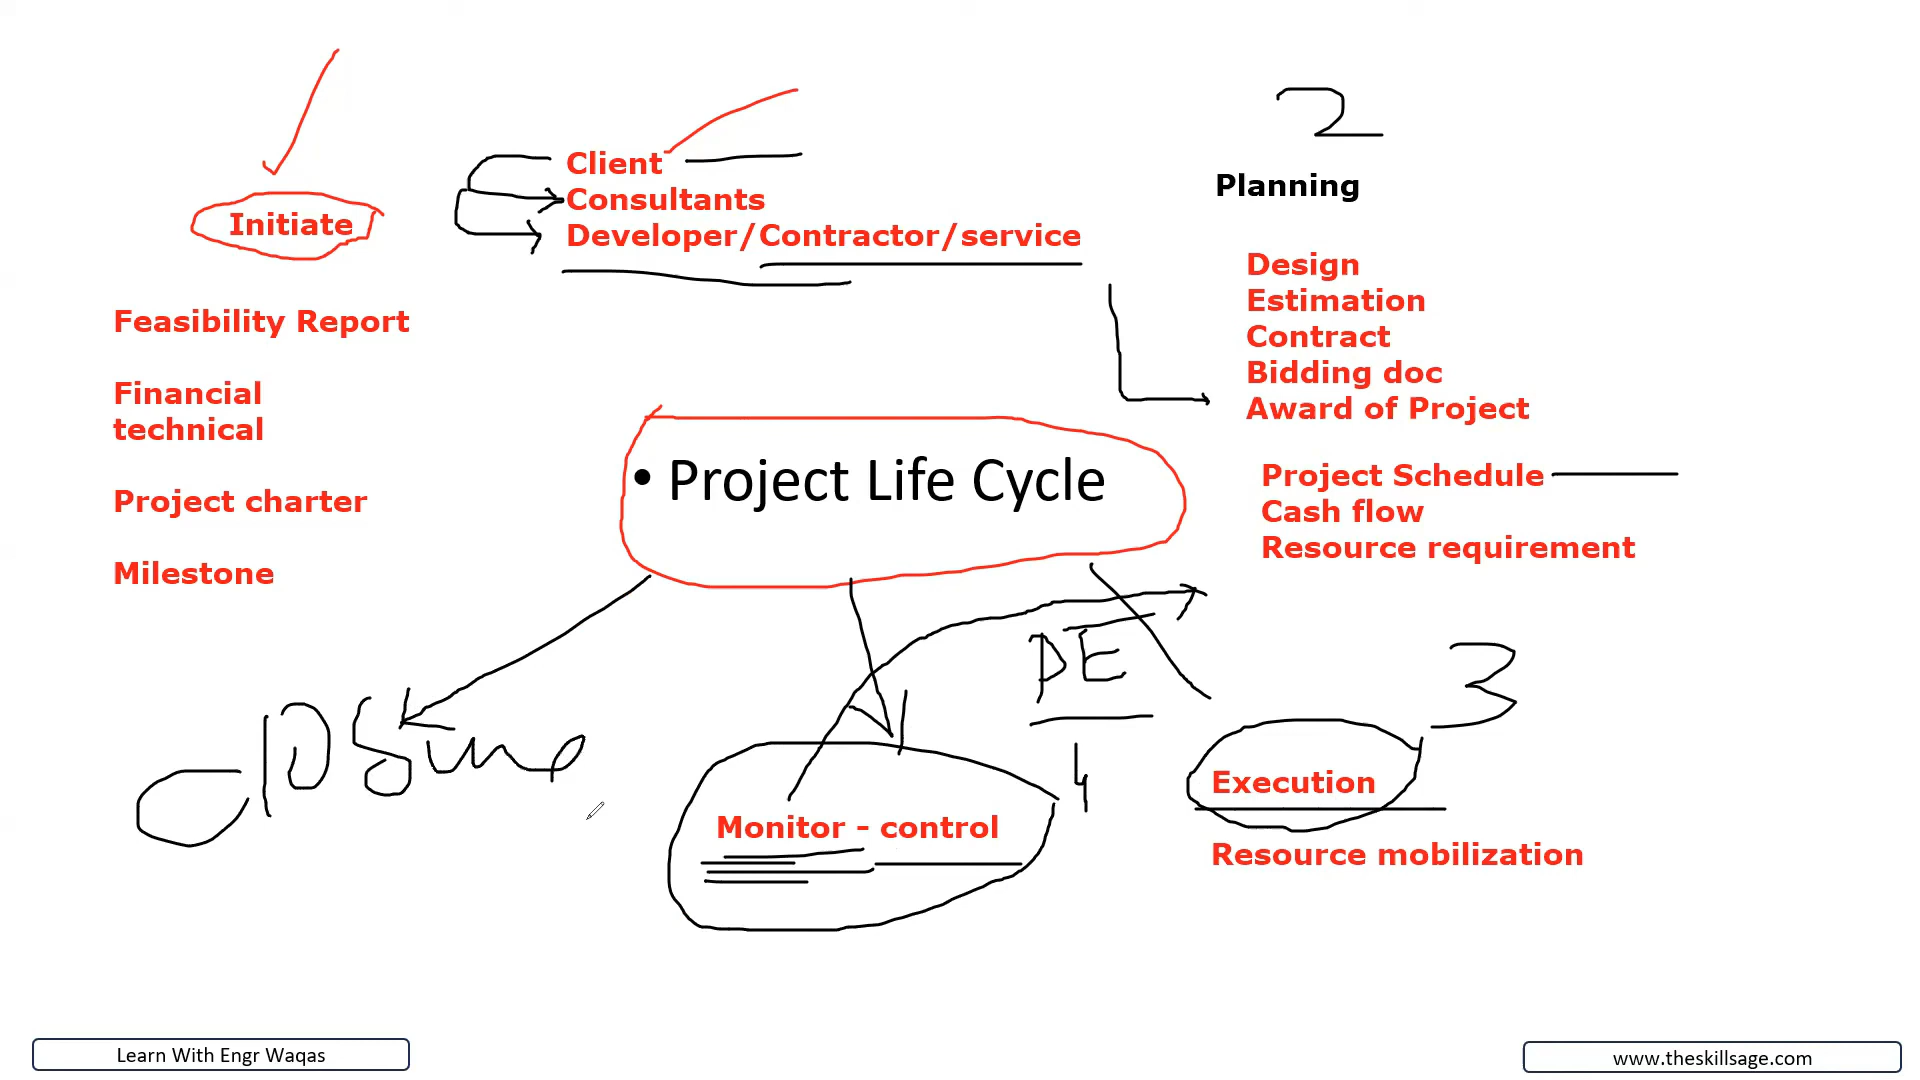 Initiate
Feasibility Report
Financial
technical
Project charter
Milestone
Client
Consultants
Developer/Contractor/service
2
Planning
Design
Estimation
Contract
Bidding doc
Award of Project
Project Schedule
Cash flow
Resource requirement
• Project Life Cycle
3
Execution
Resource mobilization
4
Monitor - control
Learn With Engr Waqas
www.theskillsage.com